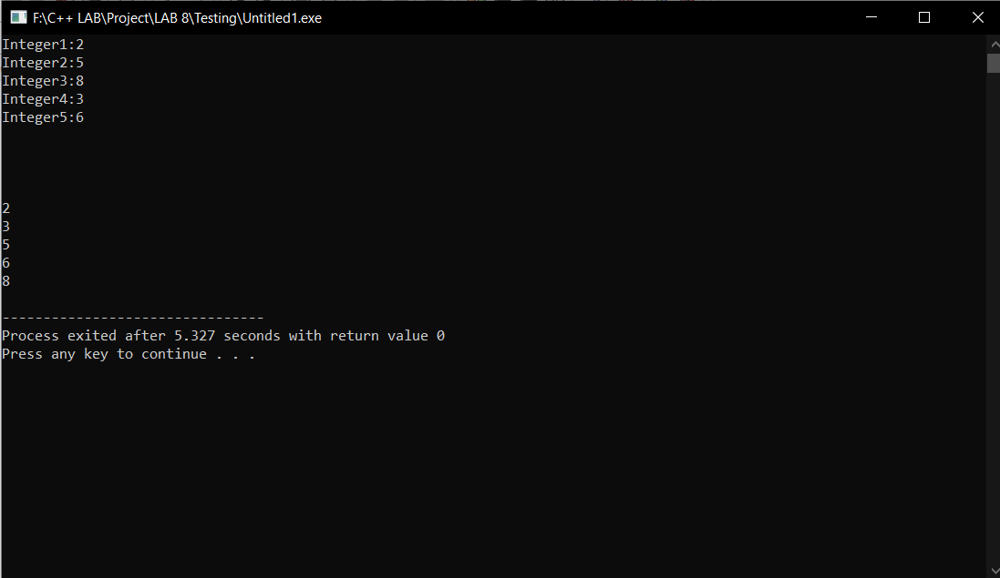 F:\C++ LAB\Project\LAB 8\Testing\Untitled1.exe
Integer1:2
Integer2:5
Integer3:8
Integer4:3
Integer5:6
2
3
5
6
8
--------------------------------
Process exited after 5.327 seconds with return value 0
Press any key to continue . . .